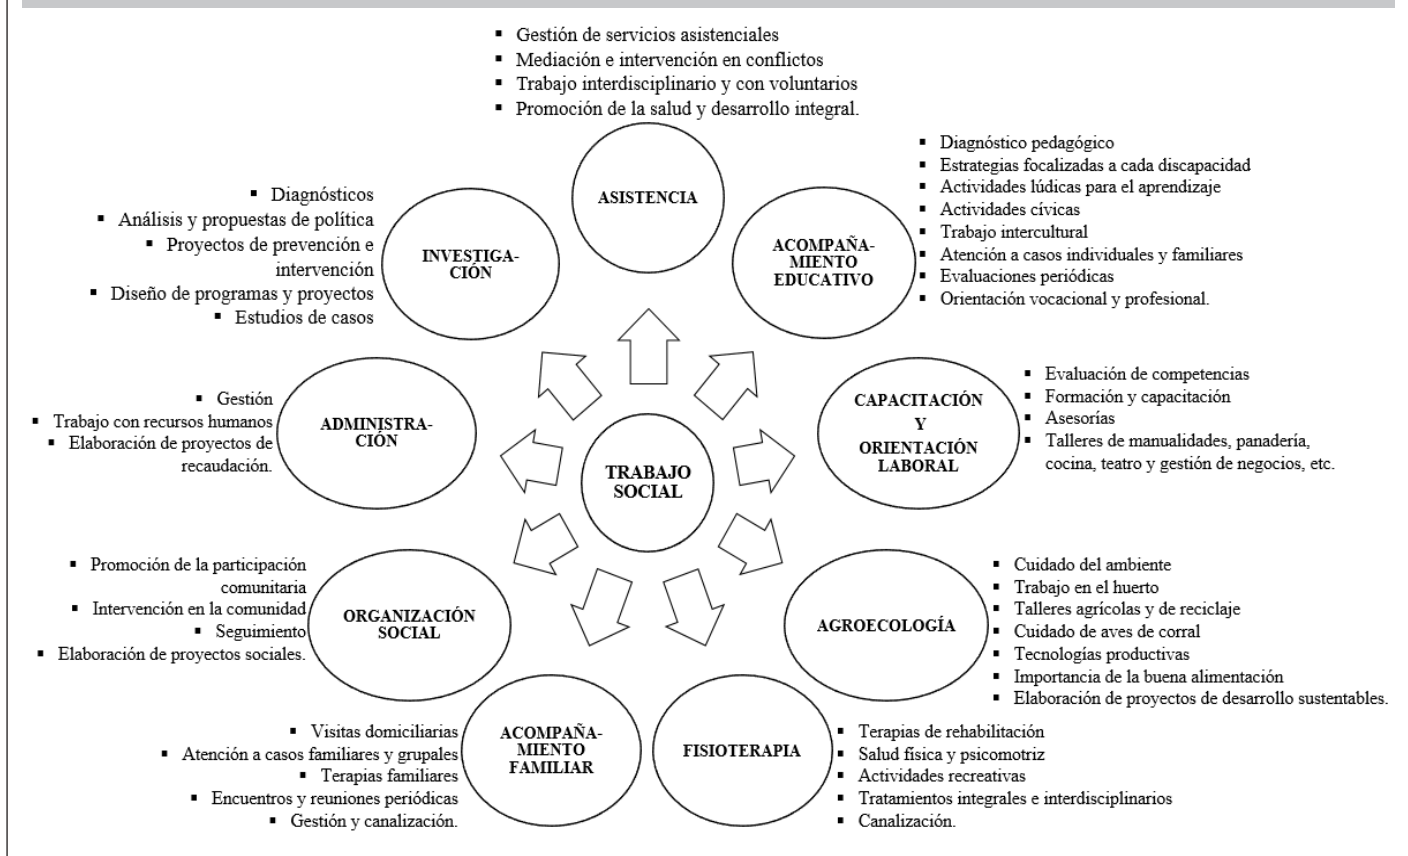 ▪ Gestión de servicios asistenciales
▪ Mediación e intervención en conflictos
▪ Trabajo interdisciplinario y con voluntarios
▪ Promoción de la salud y desarrollo integral.
ASISTENCIA
▪ Diagnóstico pedagógico
▪ Estrategias focalizadas a cada discapacidad
▪ Actividades lúdicas para el aprendizaje
▪ Actividades cívicas
▪ Trabajo intercultural
▪ Atención a casos individuales y familiares
▪ Evaluaciones periódicas
▪ Orientación vocacional y profesional.
ACOMPAÑA-
MIENTO
EDUCATIVO
▪ Evaluación de competencias
▪ Formación y capacitación
▪ Asesorías
▪ Talleres de manualidades, panadería,
cocina, teatro y gestión de negocios, etc.
CAPACITACIÓN
Y
ORIENTACIÓN
LABORAL
▪ Cuidado del ambiente
▪ Trabajo en el huerto
▪ Talleres agrícolas y de reciclaje
▪ Cuidado de aves de corral
▪ Tecnologías productivas
▪ Importancia de la buena alimentación
▪ Elaboración de proyectos de desarrollo sustentables.
AGROECOLOGÍA
▪ Terapias de rehabilitación
▪ Salud física y psicomotriz
▪ Actividades recreativas
▪ Tratamientos integrales e interdisciplinarios
▪ Canalización.
FISIOTERAPIA
▪ Visitas domiciliarias
▪ Atención a casos familiares y grupales
▪ Terapias familiares
▪ Encuentros y reuniones periódicas
▪ Gestión y canalización.
ACOMPAÑA-
MIENTO
FAMILIAR
▪ Promoción de la participación
comunitaria
▪ Intervención en la comunidad
▪ Seguimiento
▪ Elaboración de proyectos sociales.
ORGANIZACIÓN
SOCIAL
▪ Gestión
▪ Trabajo con recursos humanos
▪ Elaboración de proyectos de
recaudación.
ADMINISTRA-
CIÓN
▪ Diagnósticos
▪ Análisis y propuestas de política
▪ Proyectos de prevención e
intervención
▪ Diseño de programas y proyectos
▪ Estudios de casos
INVESTIGA-
CIÓN
TRABAJO
SOCIAL